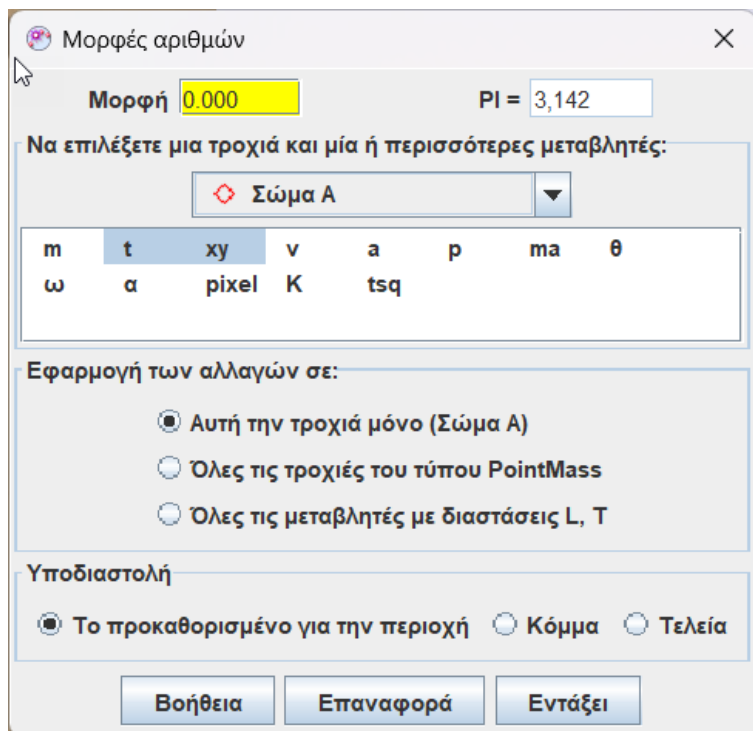 Μορφές αριθμών
Μορφή 0.000 PI = 3,142
Να επιλέξετε μια τροχιά και μία ή περισσότερες μεταβλητές:
Σώμα A
m t xy v a p ma θ
ω α pixel K tsq
Εφαρμογή των αλλαγών σε:
Αυτή την τροχιά μόνο (Σώμα A)
Όλες τις τροχιές του τύπου PointMass
Όλες τις μεταβλητές με διαστάσεις L, T
Υποδιαστολή
Το προκαθορισμένο για την περιοχή Κόμμα Τελεία
Βοήθεια Επαναφορά Εντάξει